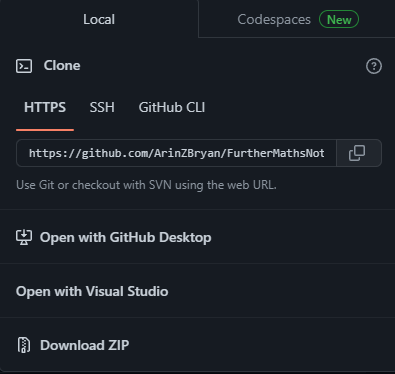 Local
Codespaces New
Clone
HTTPS SSH GitHub CLI
https://github.com/ArinZBryan/FurtherMathsNot
Use Git or checkout with SVN using the web URL.
Open with GitHub Desktop
Open with Visual Studio
Download ZIP